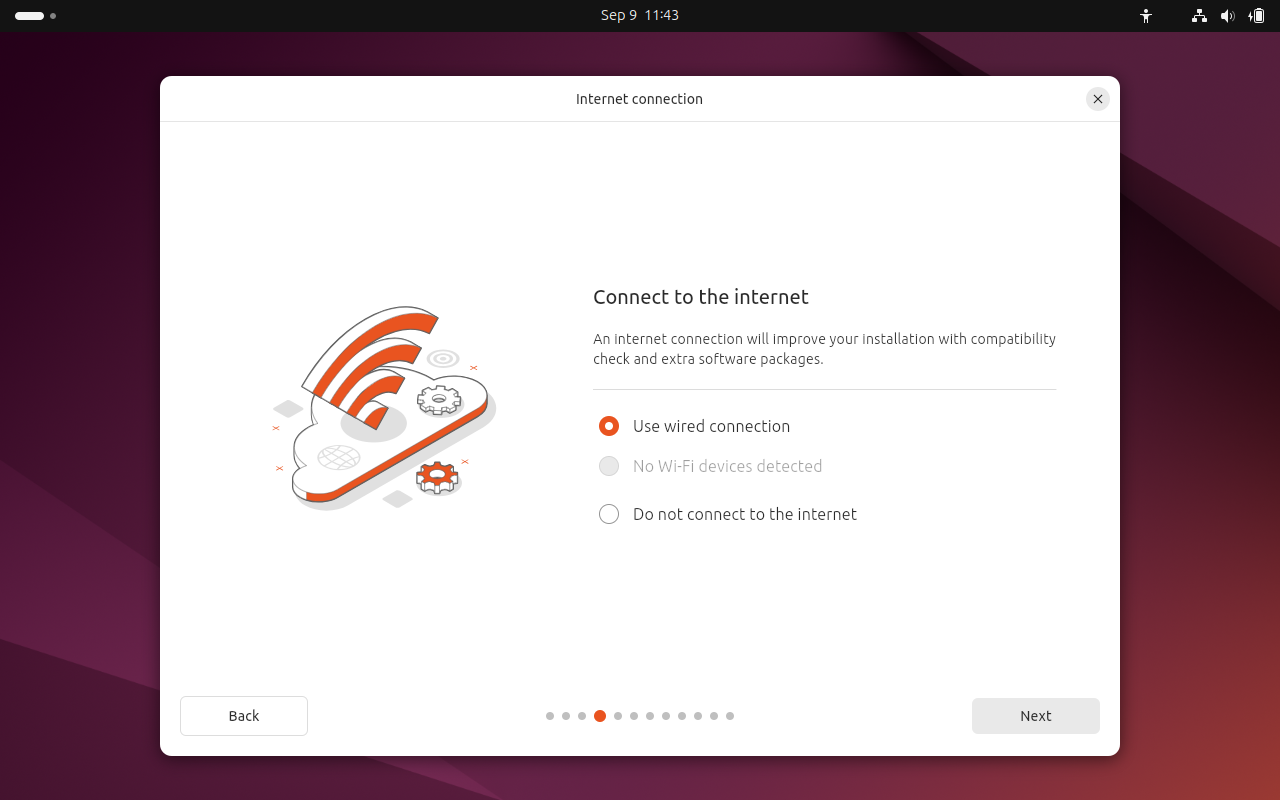 Sep 9 11:43
Internet connection
Connect to the internet
An internet connection will improve your installation with compatibility
check and extra software packages.
Use wired connection
No Wi-Fi devices detected
Do not connect to the internet
Back
Next